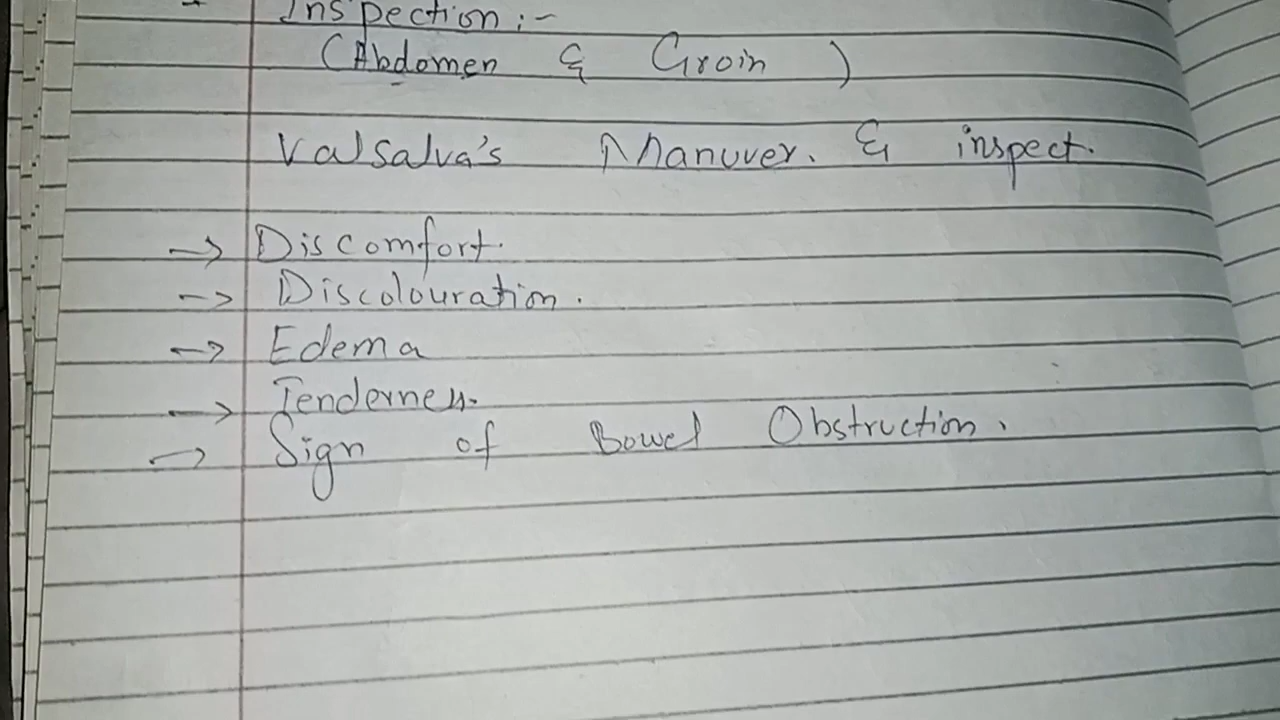 Inspection :-
(Abdomen & Groin )
Valsalva's Manuver. & inspect.
→ Discomfort.
→ Discolouration.
→ Edema
→ Tenderness.
→ Sign of Bowel Obstruction.